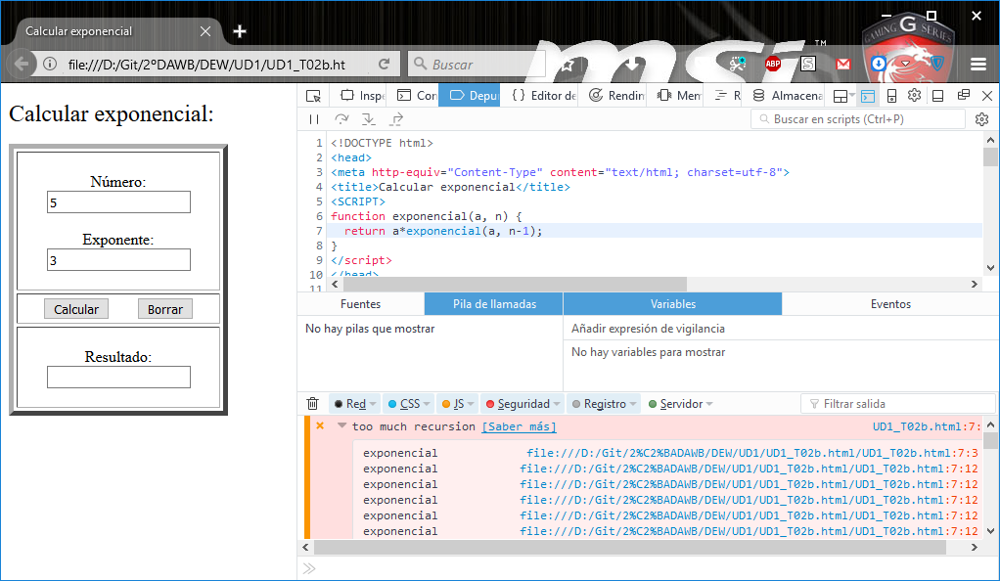 Calcular exponencial
file:///D:/Git/2ºDAWB/DEW/UD1/UD1_T02b.ht
Buscar
msi™
GAMING G SERIES
ABP
S
Calcular exponencial:
Número:
5
Exponente:
3
Calcular Borrar
Resultado:
Inspe Con Depu { } Editor de Rendin Mem R Almacena
Buscar en scripts (Ctrl+P)
1 <!DOCTYPE html>
2 <head>
3 <meta http-equiv="Content-Type" content="text/html; charset=utf-8">
4 <title>Calcular exponencial</title>
5 <SCRIPT>
6 function exponencial(a, n) {
7 return a*exponencial(a, n-1);
8 }
9 </script>
10 </head>
11
Fuentes Pila de llamadas Variables Eventos
No hay pilas que mostrar
Añadir expresión de vigilancia
No hay variables para mostrar
Red CSS JS Seguridad Registro Servidor Filtrar salida
too much recursion [Saber más] UD1_T02b.html:7:
exponencial file:///D:/Git/2%C2%BADAWB/DEW/UD1/UD1_T02b.html/UD1_T02b.html:7:3
exponencial file:///D:/Git/2%C2%BADAWB/DEW/UD1/UD1_T02b.html/UD1_T02b.html:7:12
exponencial file:///D:/Git/2%C2%BADAWB/DEW/UD1/UD1_T02b.html/UD1_T02b.html:7:12
exponencial file:///D:/Git/2%C2%BADAWB/DEW/UD1/UD1_T02b.html/UD1_T02b.html:7:12
exponencial file:///D:/Git/2%C2%BADAWB/DEW/UD1/UD1_T02b.html/UD1_T02b.html:7:12
exponencial file:///D:/Git/2%C2%BADAWB/DEW/UD1/UD1_T02b.html/UD1_T02b.html:7:12